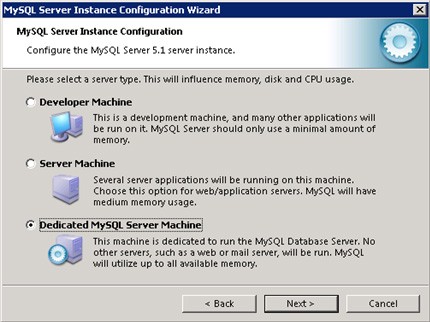 MySQL Server Instance Configuration Wizard
MySQL Server Instance Configuration
Configure the MySQL Server 5.1 server instance.
Please select a server type. This will influence memory, disk and CPU usage.
Developer Machine
This is a development machine, and many other applications will
be run on it. MySQL Server should only use a minimal amount of
memory.
Server Machine
Several server applications will be running on this machine.
Choose this option for web/application servers. MySQL will have
medium memory usage.
Dedicated MySQL Server Machine
This machine is dedicated to run the MySQL Database Server. No
other servers, such as a web or mail server, will be run. MySQL
will utilize up to all available memory.
< Back
Next >
Cancel